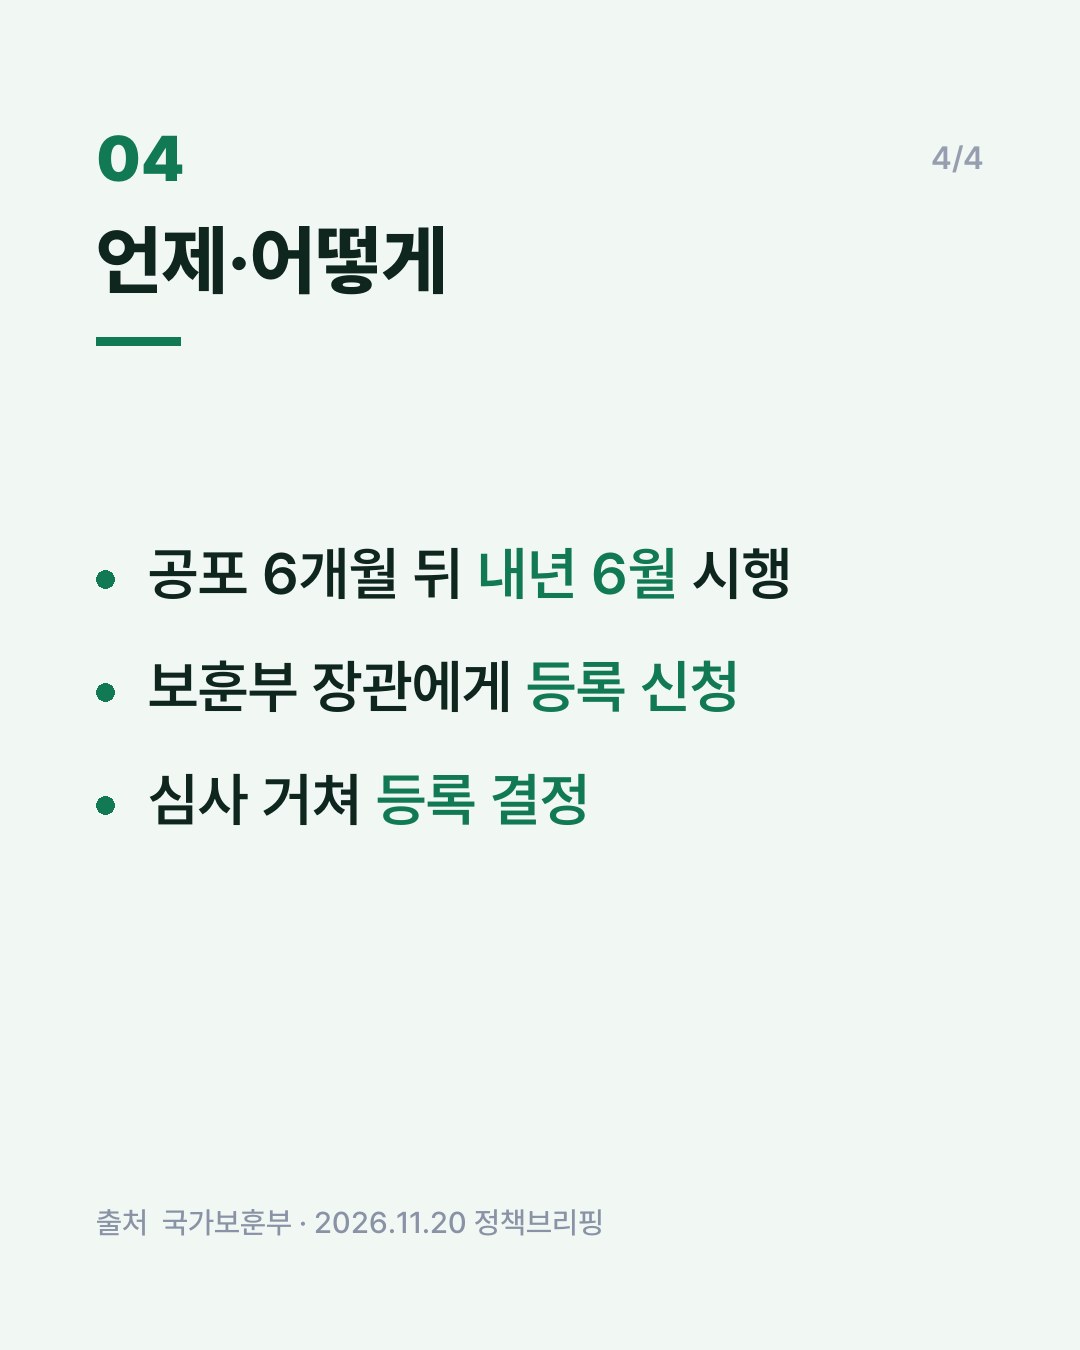 04
4/4
언제·어떻게
공포 6개월 뒤 내년 6월 시행
보훈부 장관에게 등록 신청
심사 거쳐 등록 결정
출처 국가보훈부 · 2026.11.20 정책브리핑